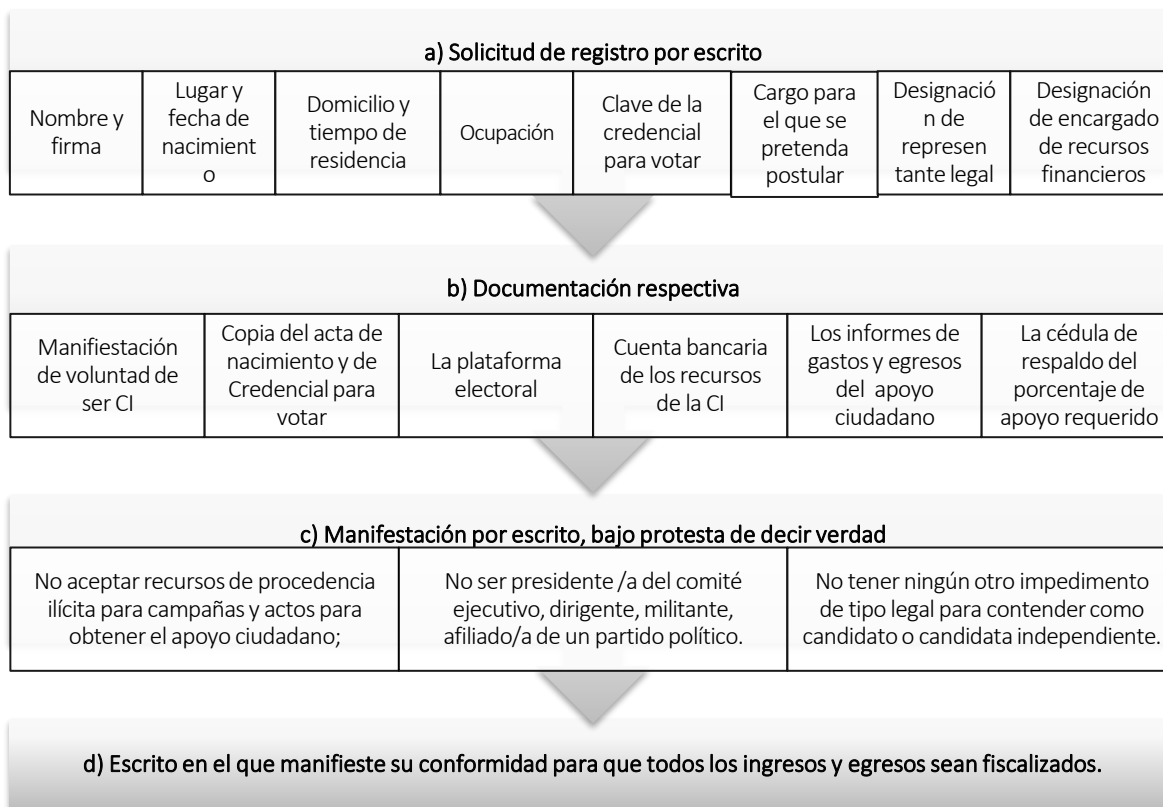 a) Solicitud de registro por escrito
Nombre y
firma
Lugar y
fecha de
nacimient
o
Domicilio y
tiempo de
residencia
Ocupación
Clave de la
credencial
para votar
Cargo para
el que se
pretenda
postular
Designació
n de
represen
tante legal
Designación
de encargado
de recursos
financieros
b) Documentación respectiva
Manifiestación
de voluntad de
ser CI
Copia del acta de
nacimiento y de
Credencial para
votar
La plataforma
electoral
Cuenta bancaria
de los recursos
de la CI
Los informes de
gastos y egresos
del apoyo
ciudadano
La cédula de
respaldo del
porcentaje de
apoyo requerido
c) Manifestación por escrito, bajo protesta de decir verdad
No aceptar recursos de procedencia
ilícita para campañas y actos para
obtener el apoyo ciudadano;
No ser presidente /a del comité
ejecutivo, dirigente, militante,
afiliado/a de un partido político.
No tener ningún otro impedimento
de tipo legal para contender como
candidato o candidata independiente.
d) Escrito en el que manifieste su conformidad para que todos los ingresos y egresos sean fiscalizados.